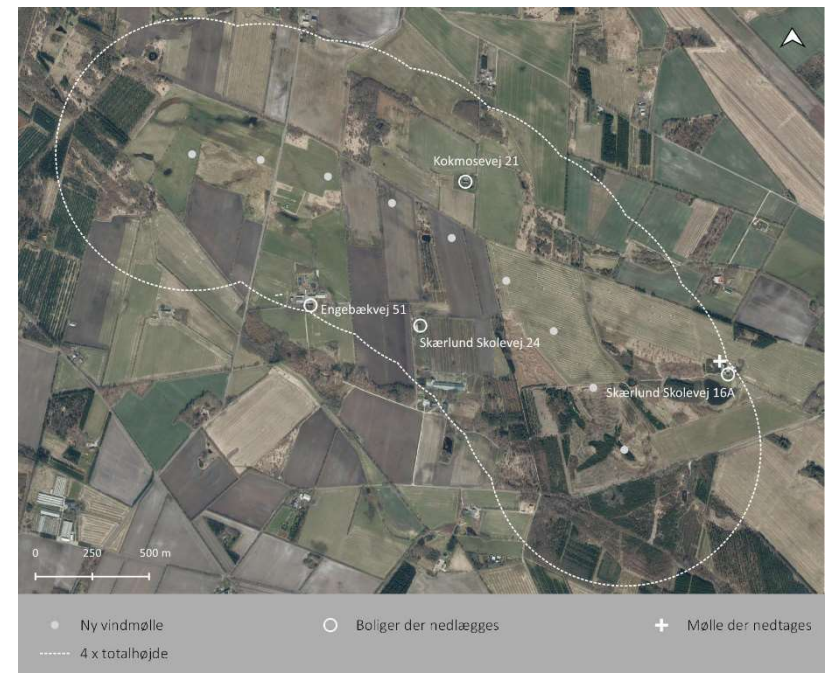 Kokmosevej 21
Engebækvej 51
Skærlund Skolevej 24
Skærlund Skolevej 16A
0 250 500 m
Ny vindmølle
Boliger der nedlægges
Mølle der nedtages
4 x totalhøjde